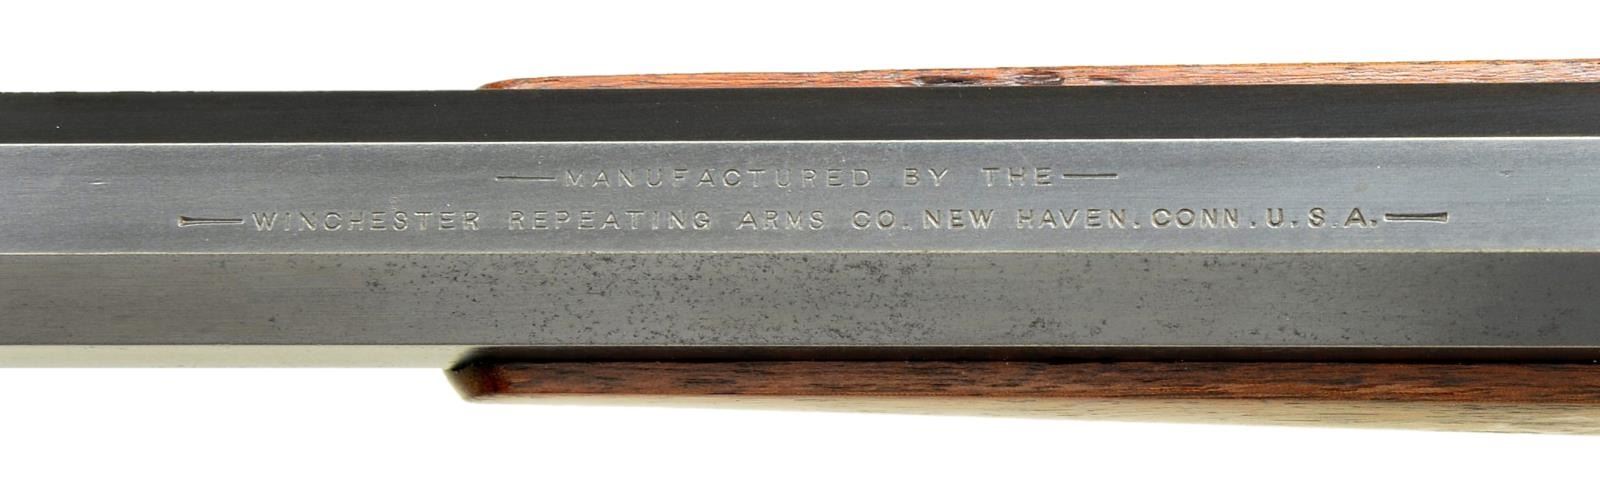 MANUFACTURED BY THE
WINCHESTER REPEATING ARMS CO. NEW HAVEN. CONN. U.S.A.